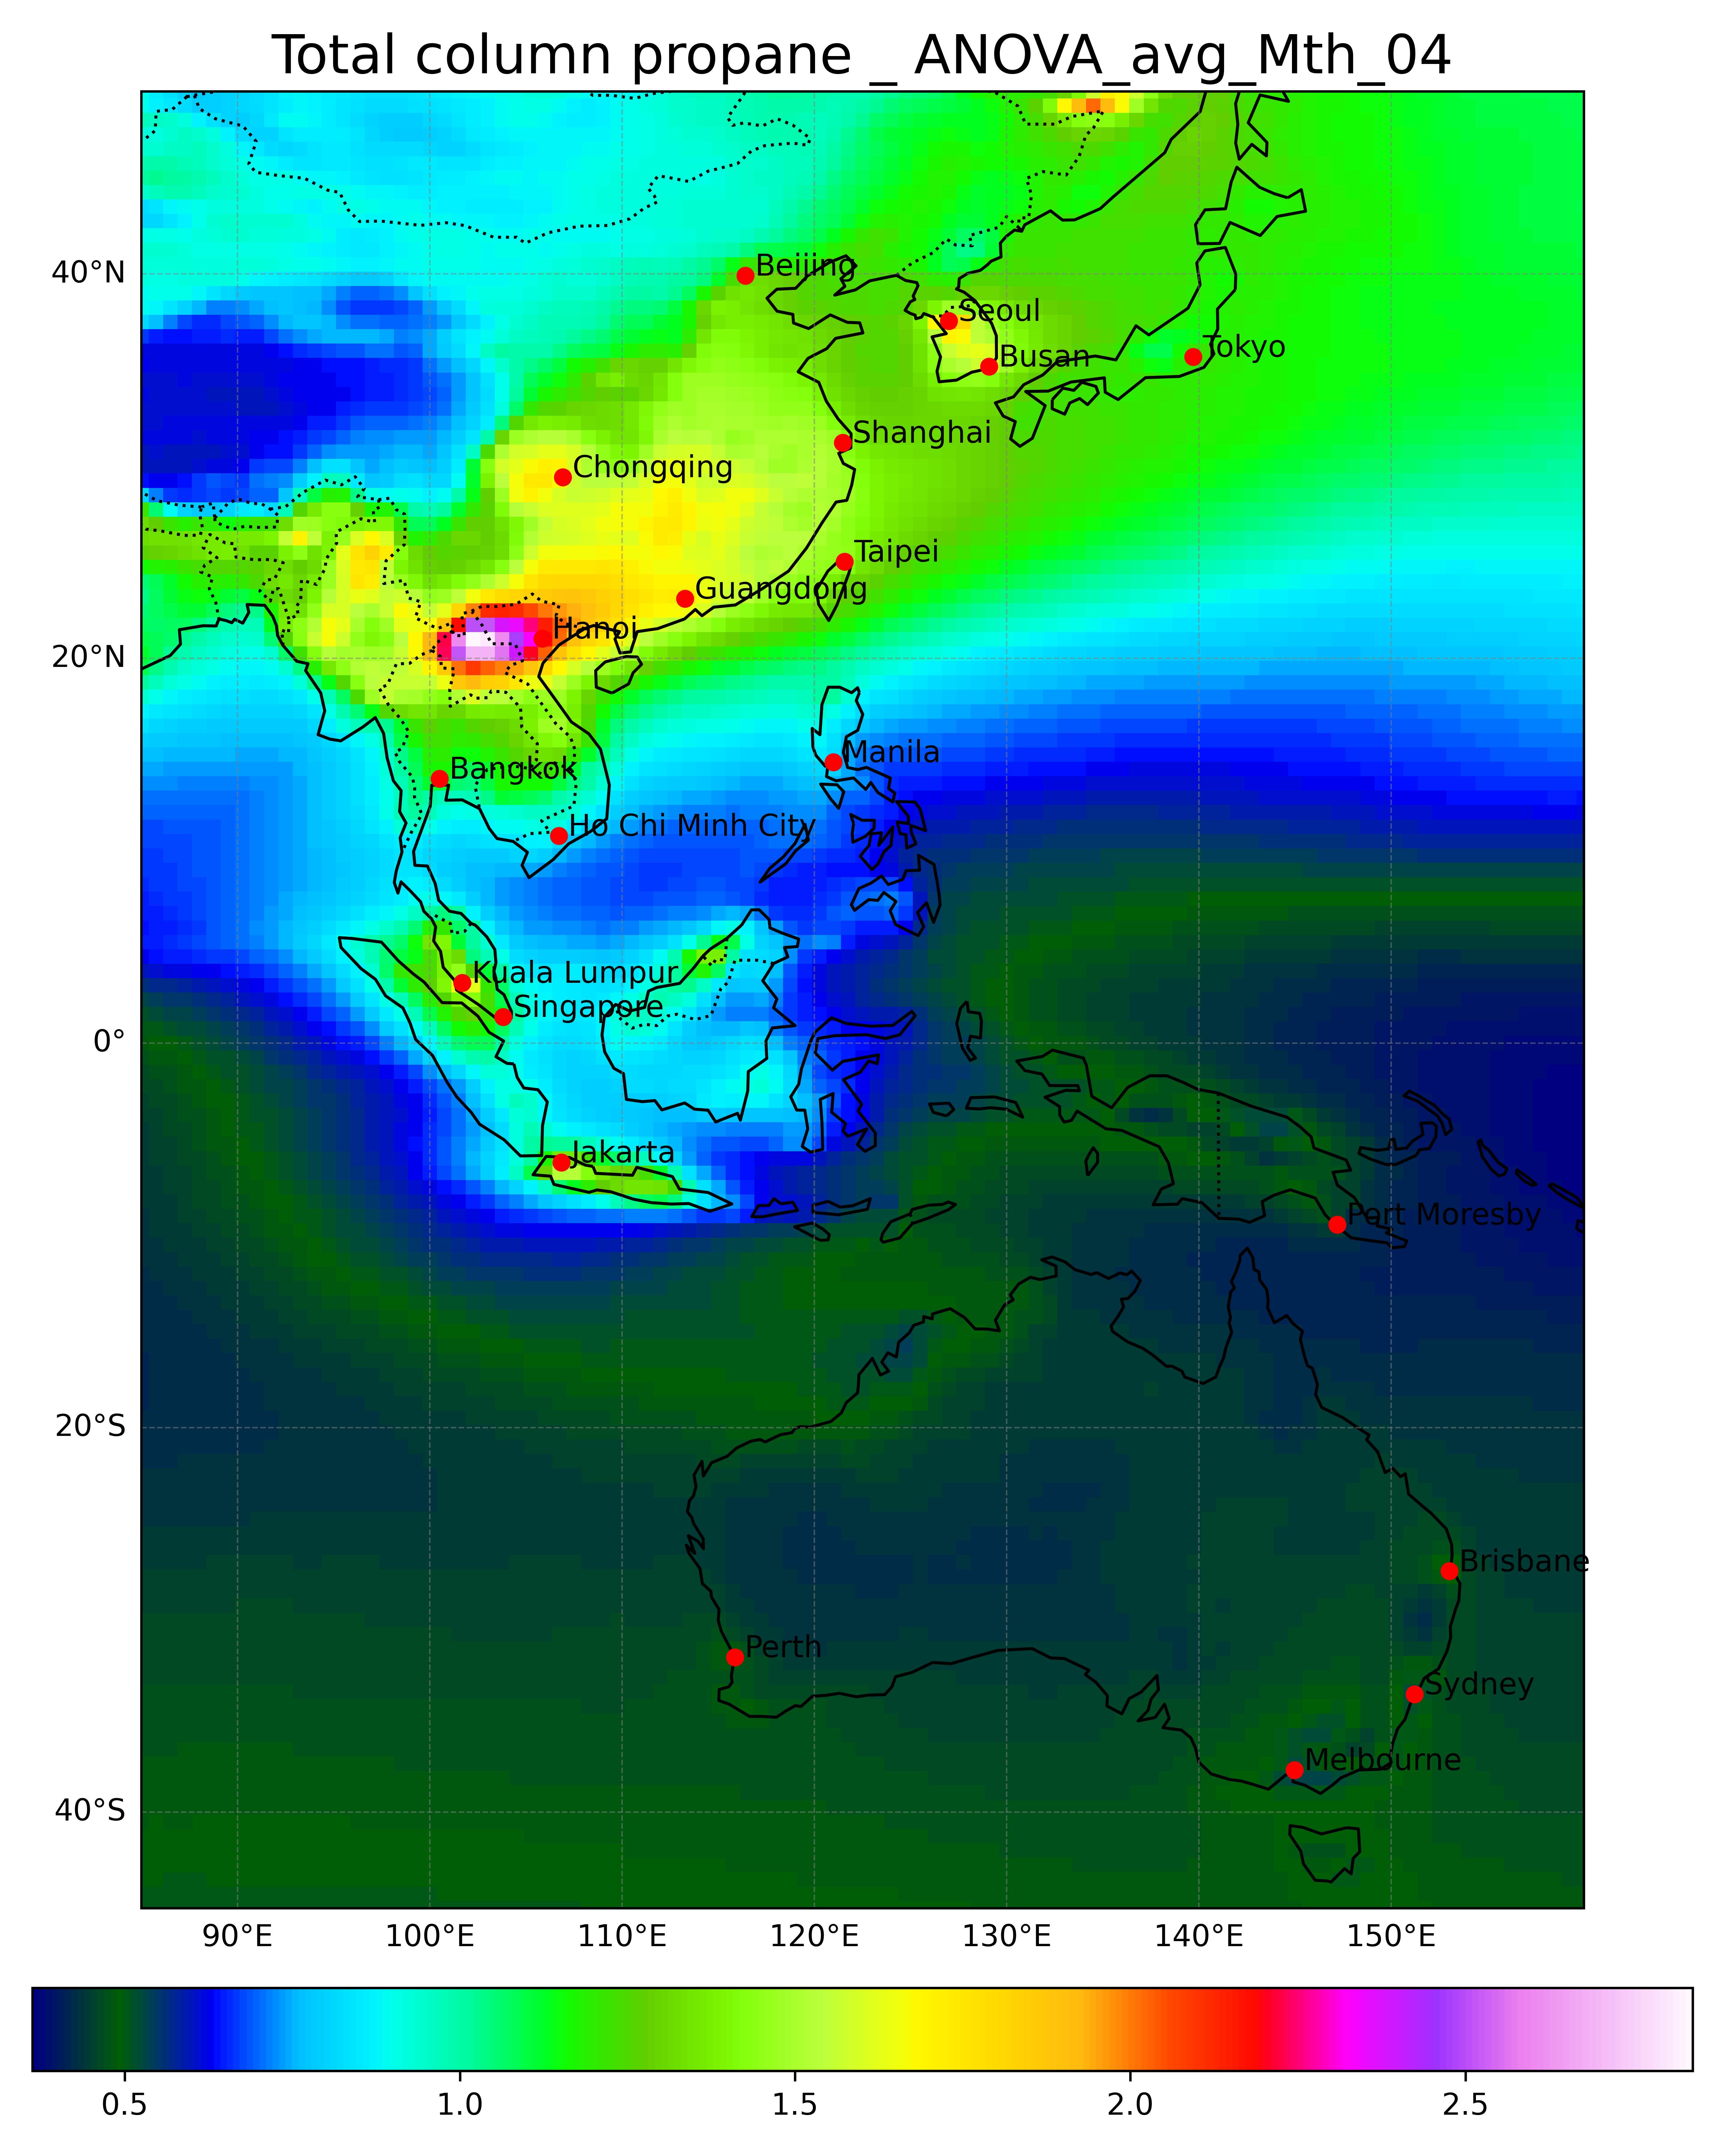 Total column propane _ ANOVA_avg_Mth_04
40°N
20°N
0°
20°S
40°S
Beijing
Seoul
Busan
Tokyo
Shanghai
Chongqing
Taipei
Guangdong
Hanoi
Manila
Bangkok
Ho Chi Minh City
Kuala Lumpur
Singapore
Jakarta
Port Moresby
Brisbane
Perth
Sydney
Melbourne
90°E 100°E 110°E 120°E 130°E 140°E 150°E
0.5 1.0 1.5 2.0 2.5